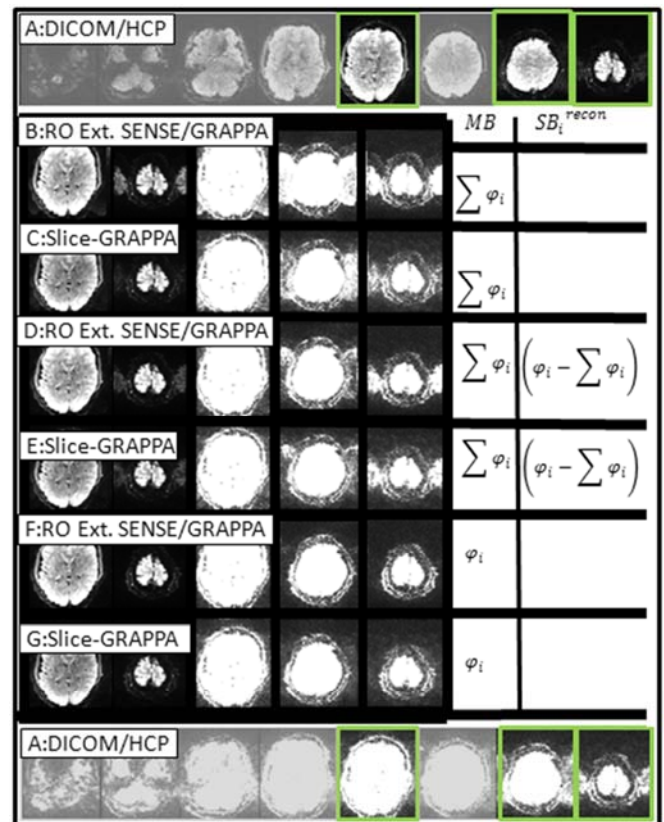 A:DICOM/HCP
MB SB_i^recon
B:RO Ext. SENSE/GRAPPA
∑ φ_i
C:Slice-GRAPPA
∑ φ_i
D:RO Ext. SENSE/GRAPPA
∑ φ_i (φ_i − ∑ φ_i)
E:Slice-GRAPPA
∑ φ_i (φ_i − ∑ φ_i)
F:RO Ext. SENSE/GRAPPA
φ_i
G:Slice-GRAPPA
φ_i
A:DICOM/HCP